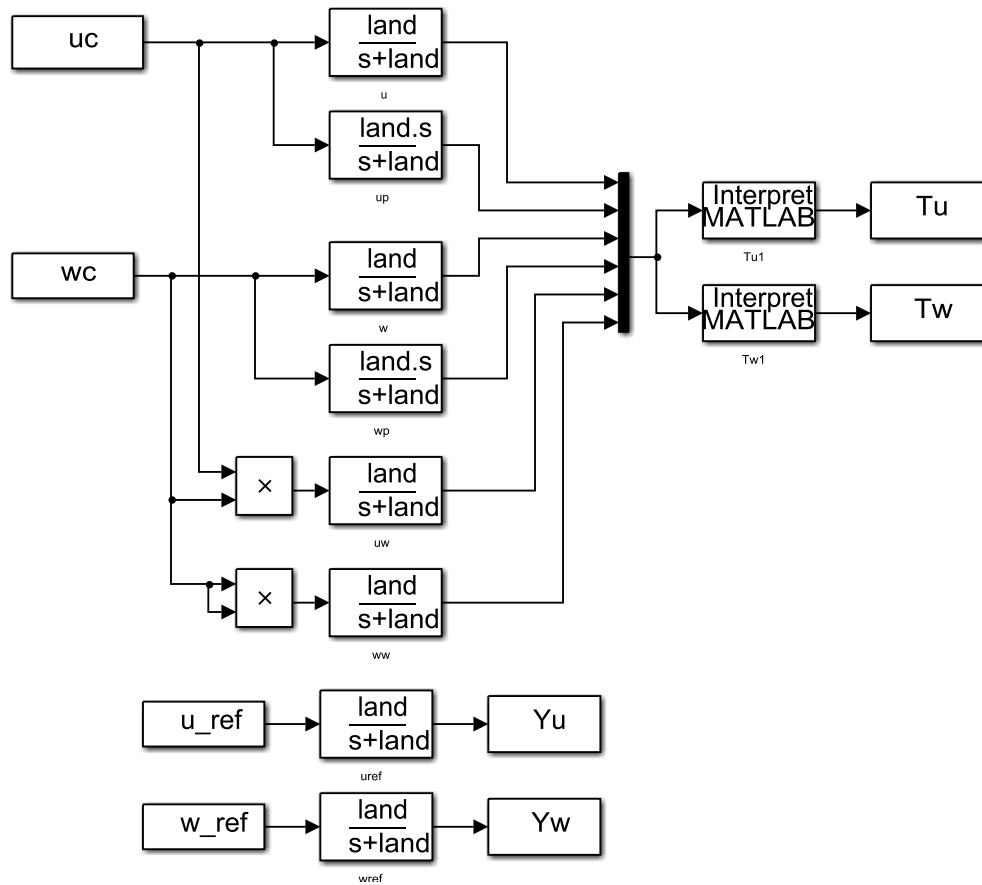 uc
land
s+land
u
land.s
s+land
up
wc
land
s+land
w
land.s
s+land
wp
×
land
s+land
uw
×
land
s+land
ww
Interpret
MATLAB
Tu1
Tu
Interpret
MATLAB
Tw1
Tw
u_ref
land
s+land
uref
Yu
w_ref
land
s+land
wref
Yw